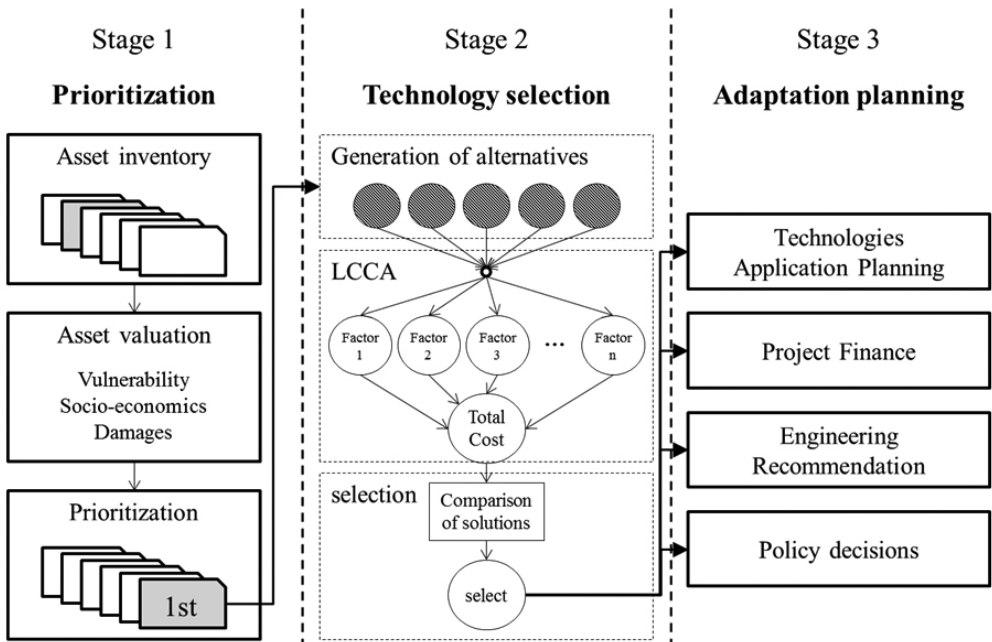 Stage 1
Prioritization
Asset inventory
Asset valuation
Vulnerability
Socio-economics
Damages
Prioritization
1st
Stage 2
Technology selection
Generation of alternatives
LCCA
Factor
1
Factor
2
Factor
3
...
Factor
n
Total
Cost
selection
Comparison
of solutions
select
Stage 3
Adaptation planning
Technologies
Application Planning
Project Finance
Engineering
Recommendation
Policy decisions